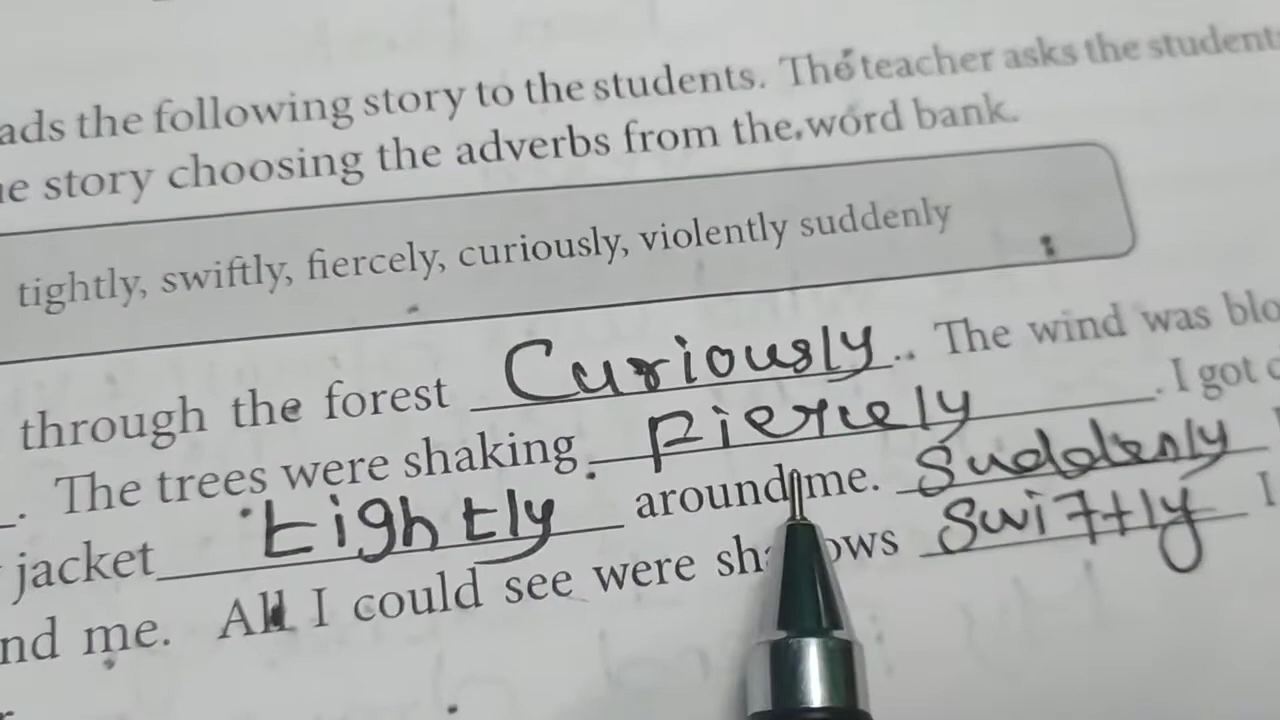 ads the following story to the students. The teacher asks the student
e story choosing the adverbs from the word bank.
tightly, swiftly, fiercely, curiously, violently suddenly
through the forest Curiously.. The wind was blo
. The trees were shaking Fiercely. I got
jacket tightly around me. Suddenly
nd me. All I could see were shadows Swiftly I